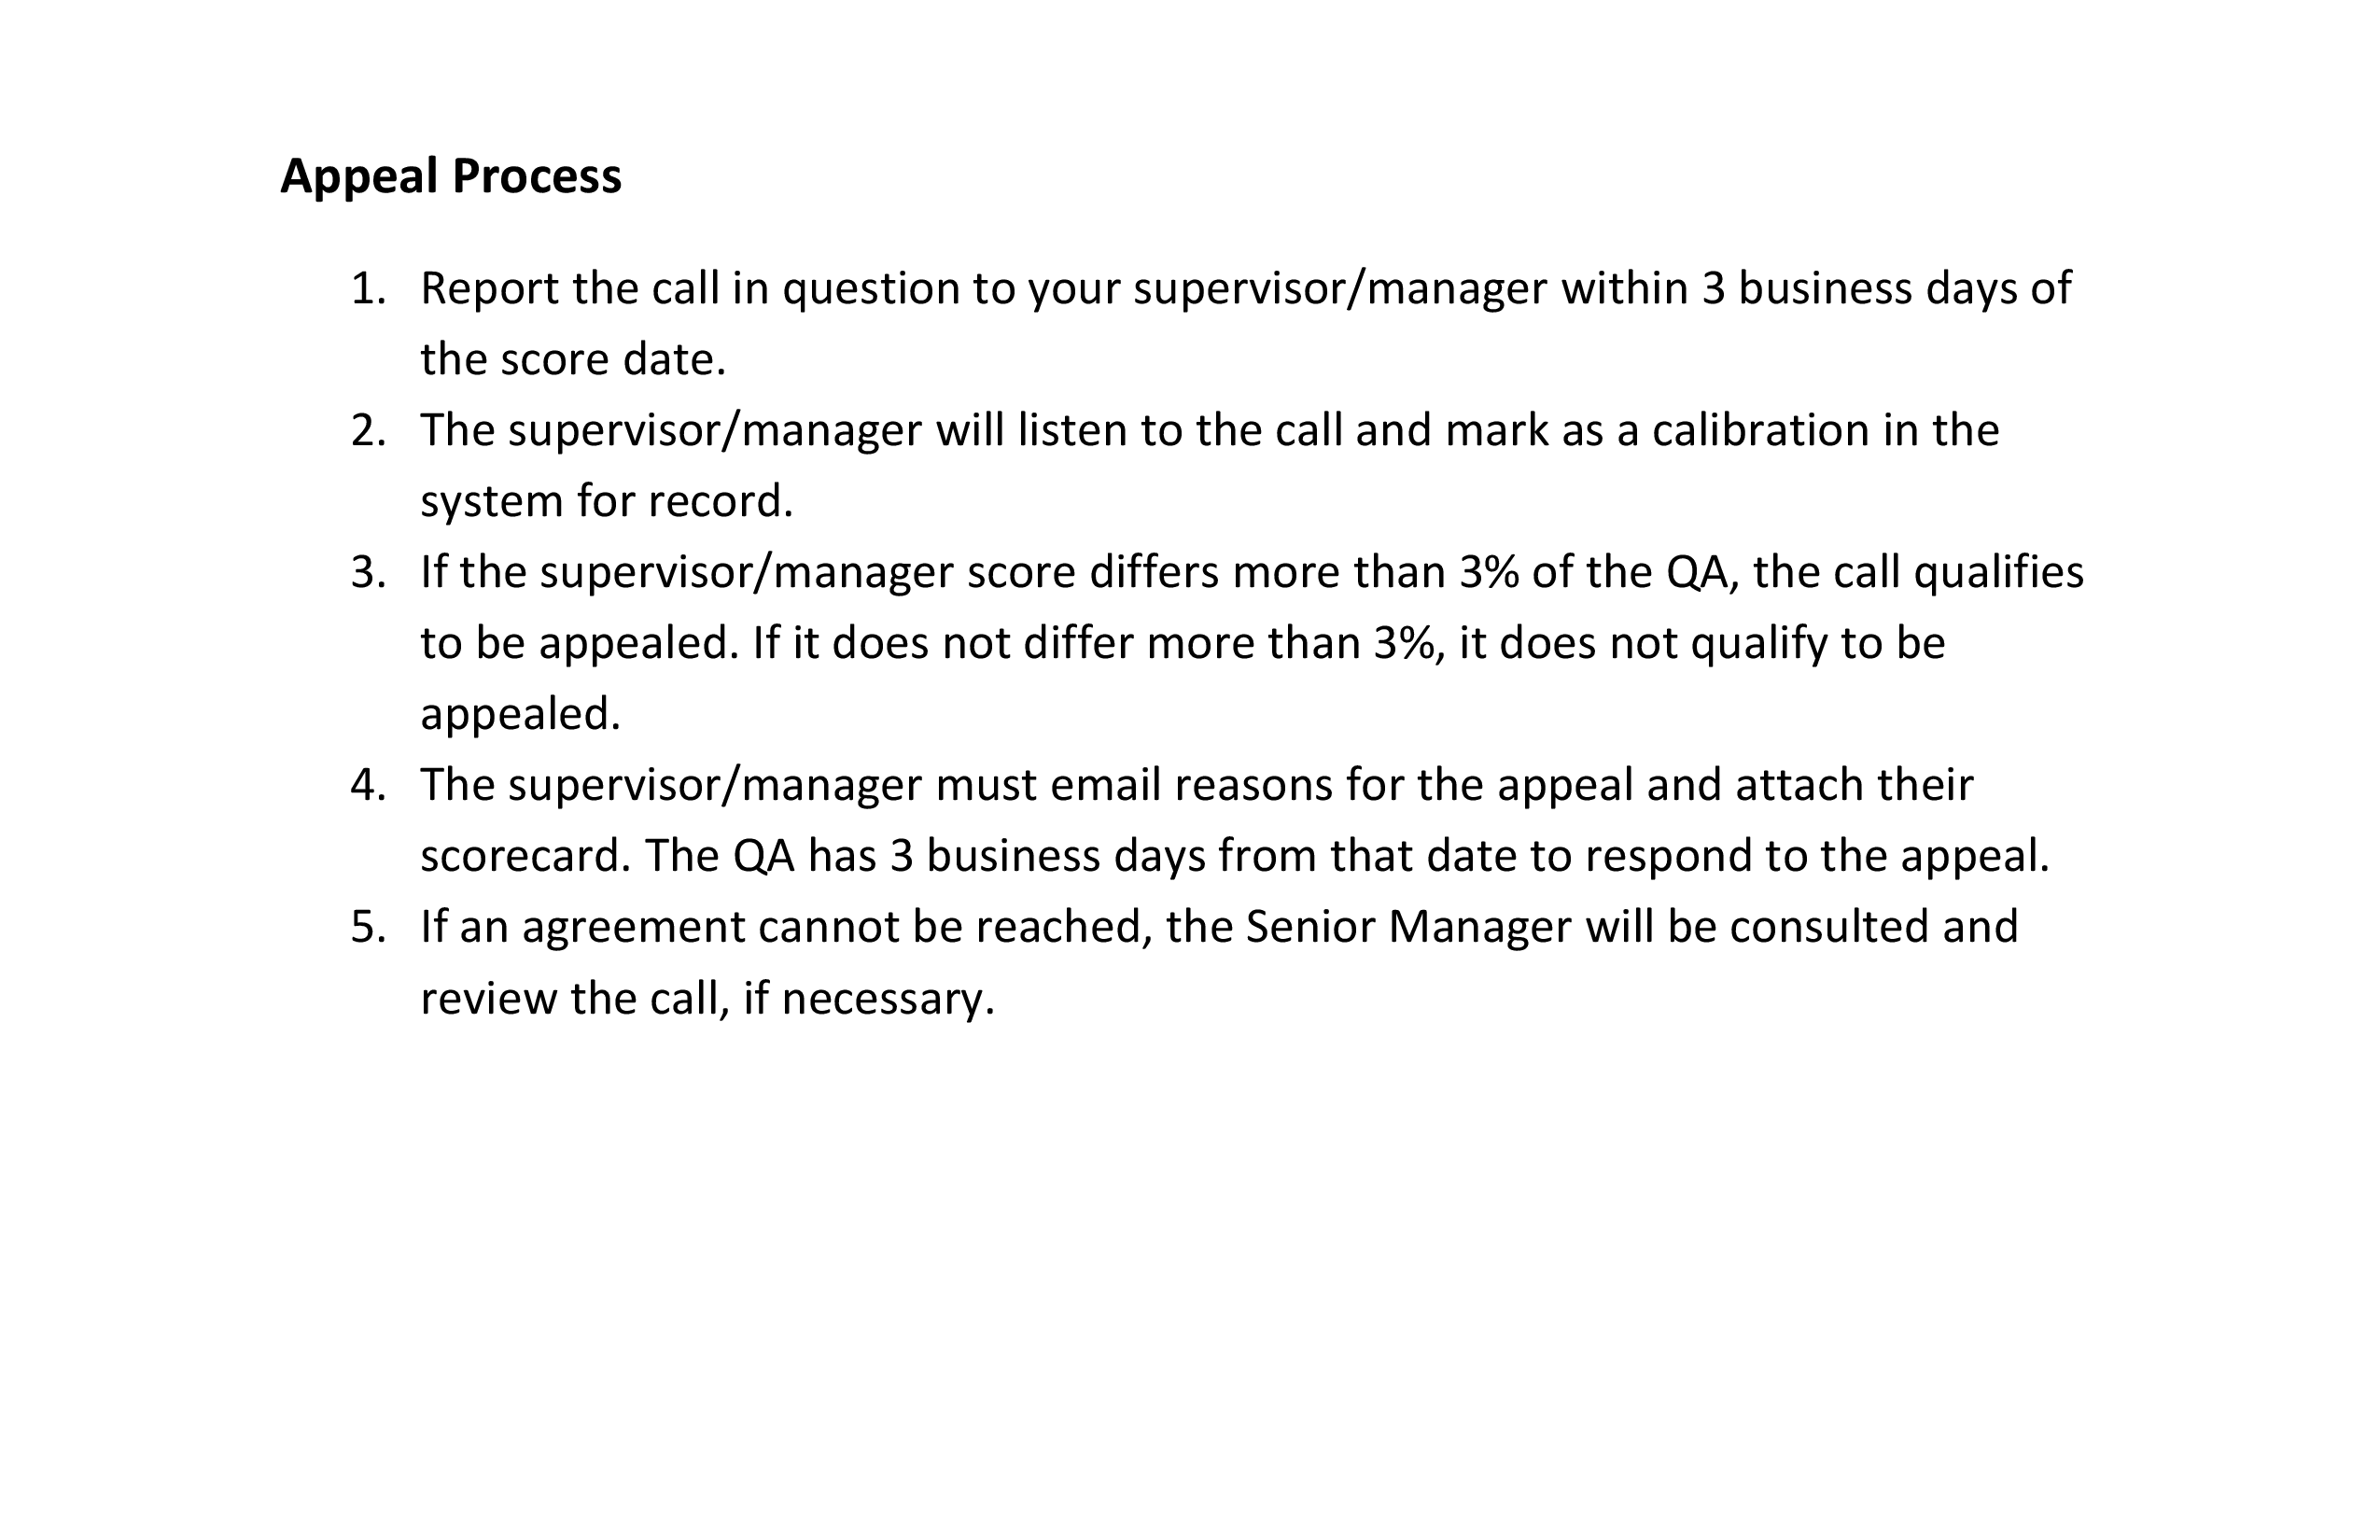 Appeal Process
1. Report the call in question to your supervisor/manager within 3 business days of
the score date.
2. The supervisor/manager will listen to the call and mark as a calibration in the
system for record.
3. If the supervisor/manager score differs more than 3% of the QA, the call qualifies
to be appealed. If it does not differ more than 3%, it does not qualify to be
appealed.
4. The supervisor/manager must email reasons for the appeal and attach their
scorecard. The QA has 3 business days from that date to respond to the appeal.
5. If an agreement cannot be reached, the Senior Manager will be consulted and
review the call, if necessary.